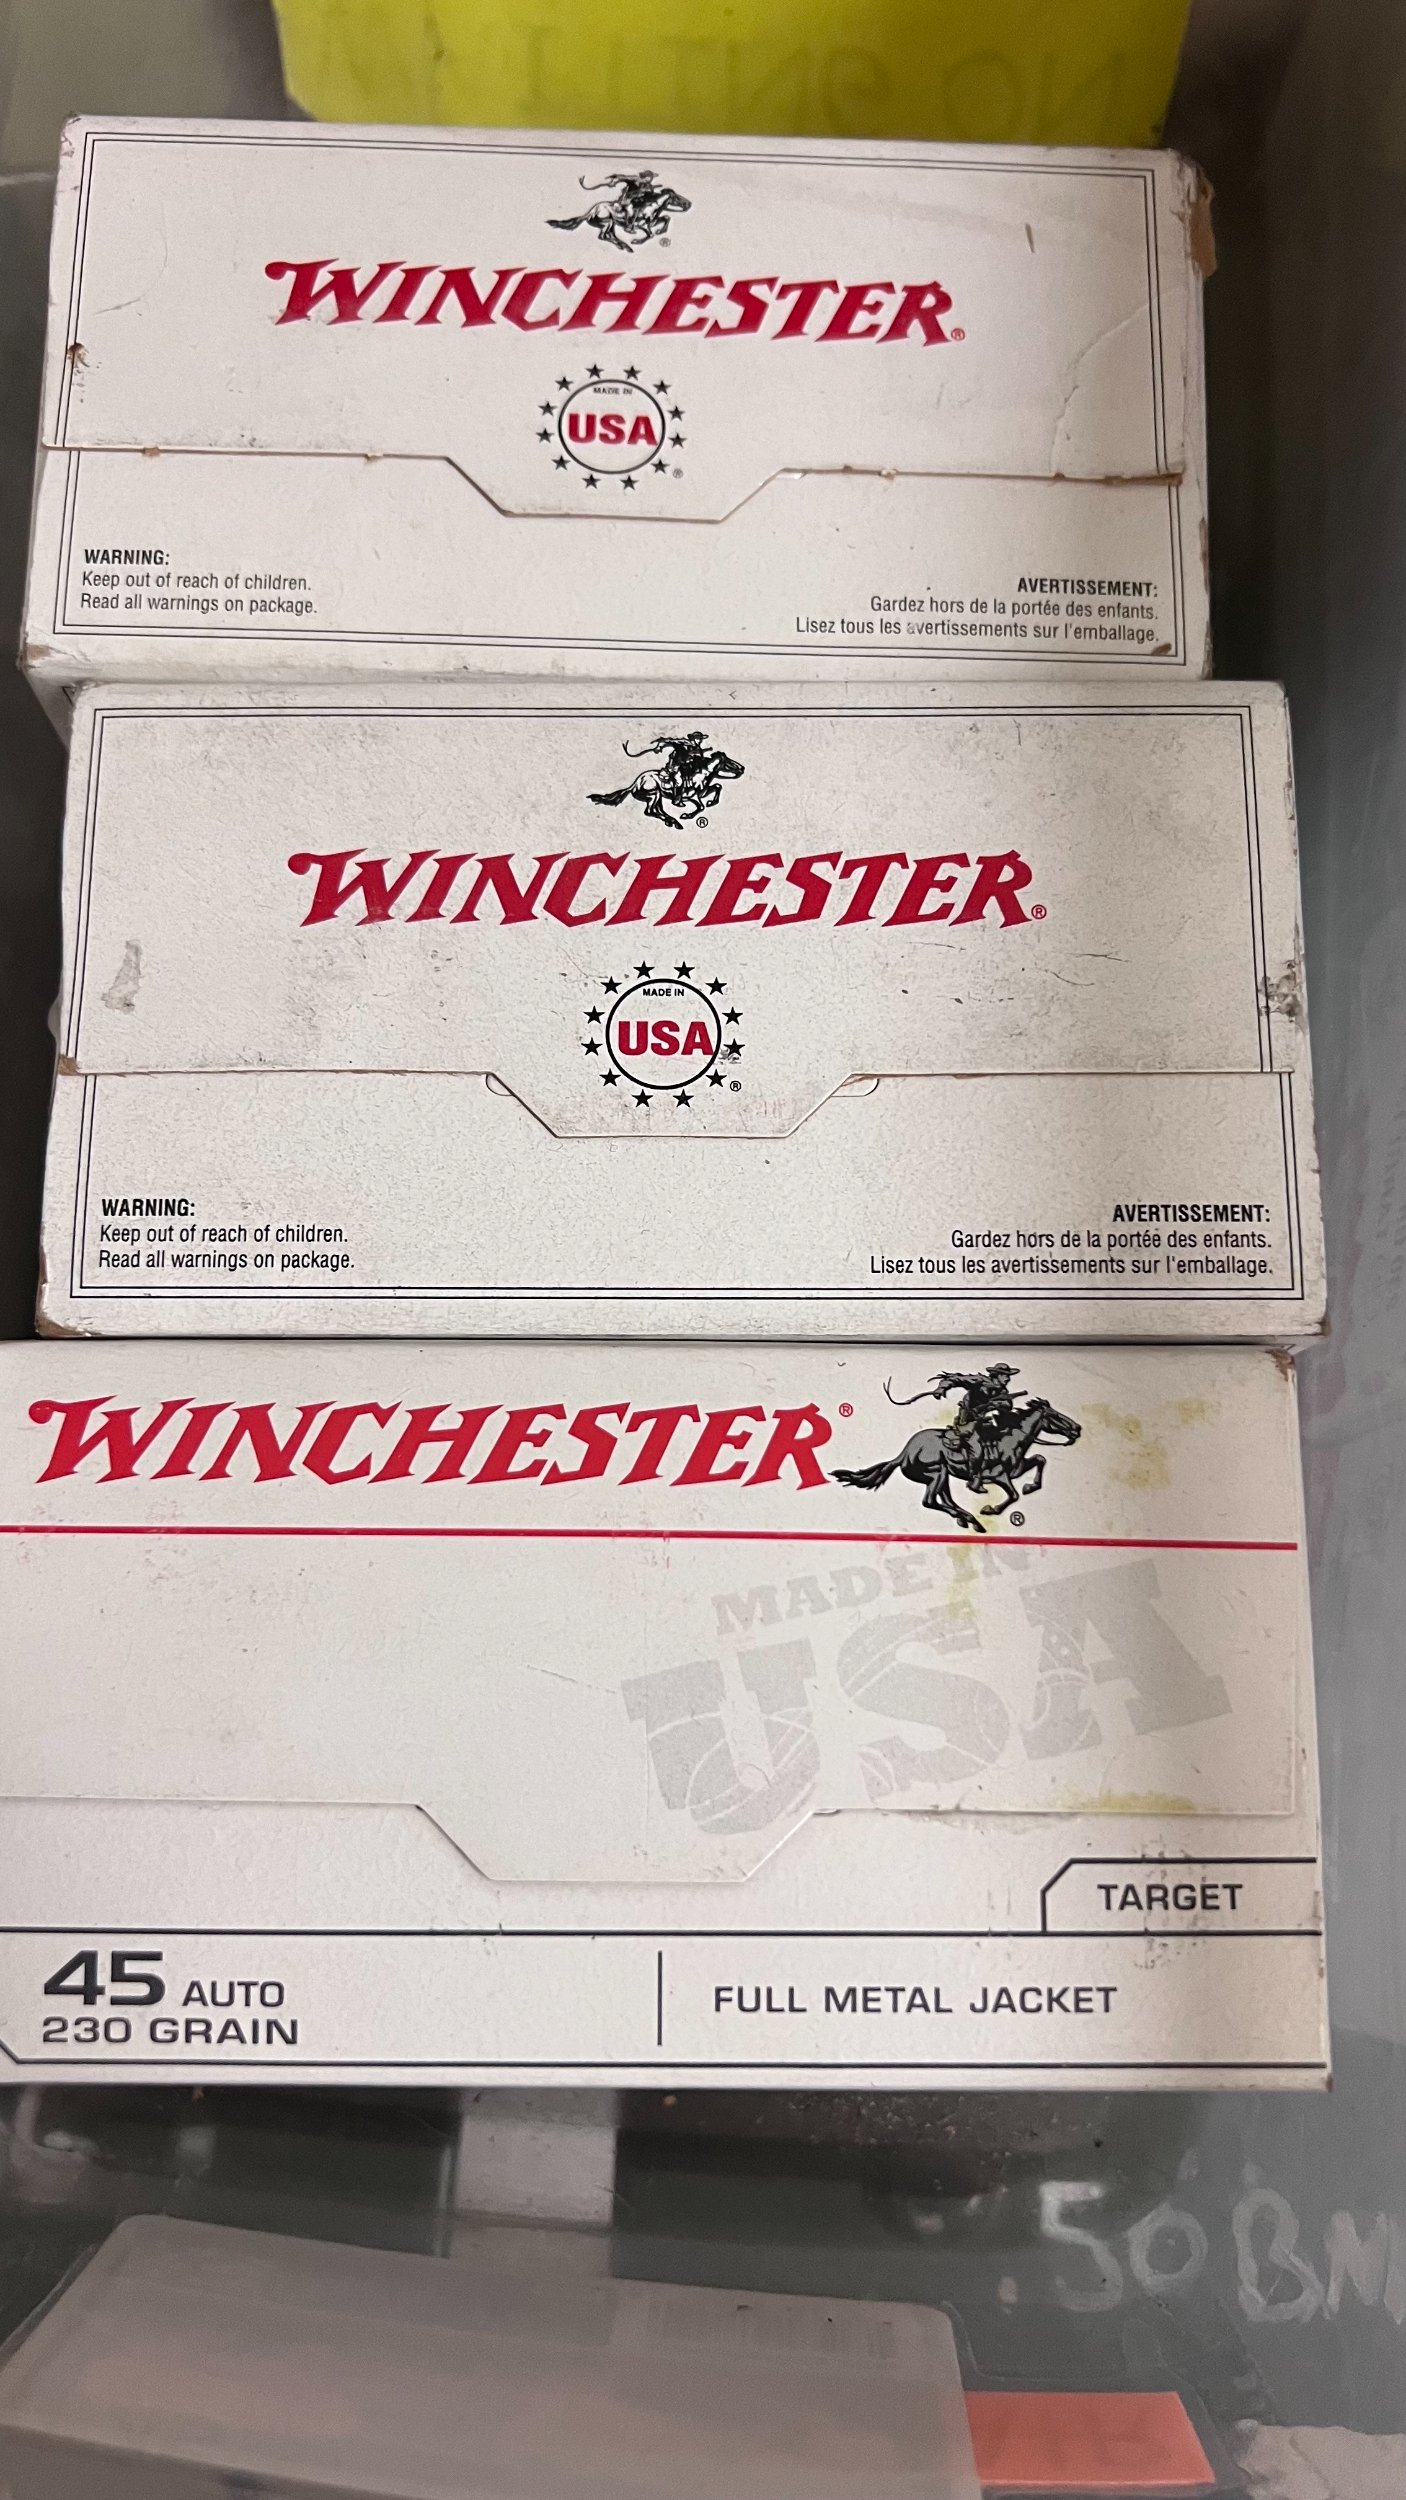 WINCHESTER®
MADE IN
USA
®
WARNING:
Keep out of reach of children.
Read all warnings on package.
AVERTISSEMENT:
Gardez hors de la portée des enfants.
Lisez tous les avertissements sur l'emballage.
WINCHESTER®
MADE IN
USA
®
WARNING:
Keep out of reach of children.
Read all warnings on package.
AVERTISSEMENT:
Gardez hors de la portée des enfants.
Lisez tous les avertissements sur l'emballage.
WINCHESTER®
®
MADE IN
USA
TARGET
45 AUTO
230 GRAIN
FULL METAL JACKET
.50 BM